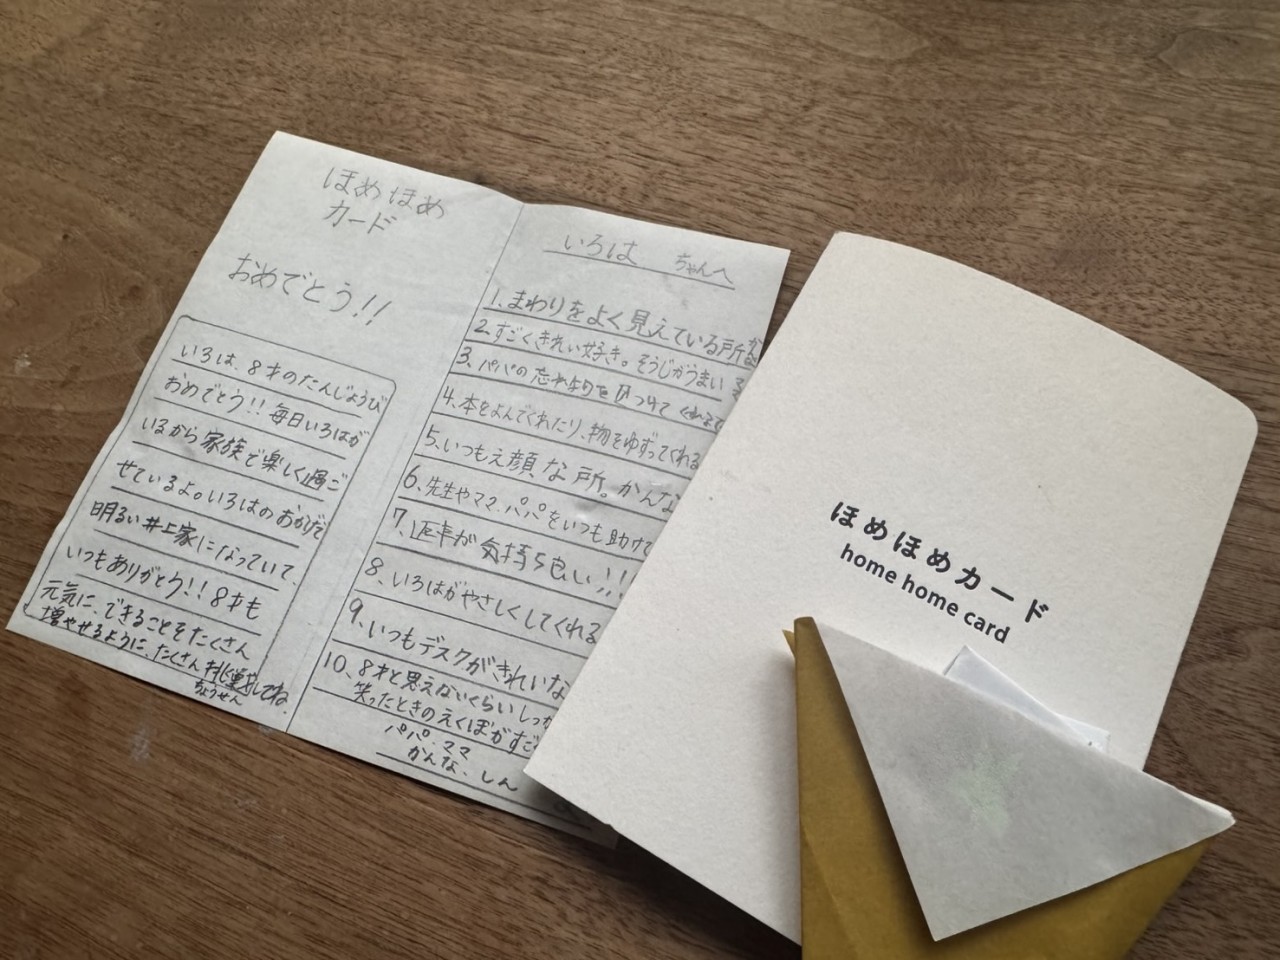 ほめほめ
カード
おめでとう!!
いろは、8才のたんじょうび
おめでとう!! 毎日いろはが
いるから家族で楽しく過ご
せているよ。いろはのおかげで
明るい井上家になっていて、
いつもありがとう!! 8才も
元気に、できることをたくさん
増やせるように、たくさん挑戦してね。
ちょうせん
いろは ちゃんへ
1、まわりをよく見えている所
2、すごくきれい好き。そうじがうまい
3、パパの忘れものを
4、本をよんでくれたり、物をゆずってくれる
5、いつもえ顔な所。かんな
6、先生やママ、パパをいつも助けて
7、返事が気持ち良い!!
8、いろはがやさしくしてくれる
9、いつもデスクがきれいな
10、8才と思えないくらいしっか
笑ったときのえくぼがすご
パパ、ママ
かんな、しん
ほめほめカード
home home card